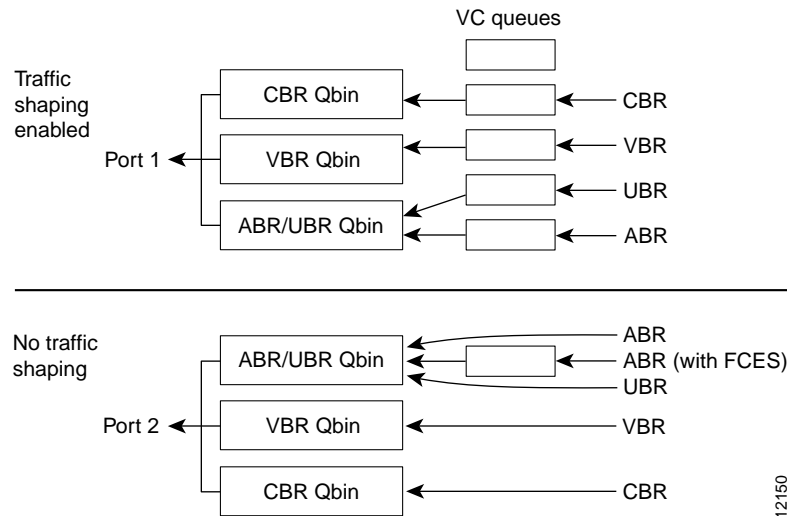 VC queues
Traffic
shaping
enabled
CBR Qbin
CBR
Port 1
VBR Qbin
VBR
UBR
ABR/UBR Qbin
ABR
No traffic
shaping
ABR
ABR/UBR Qbin
ABR (with FCES)
UBR
Port 2
VBR Qbin
VBR
CBR Qbin
CBR
12150